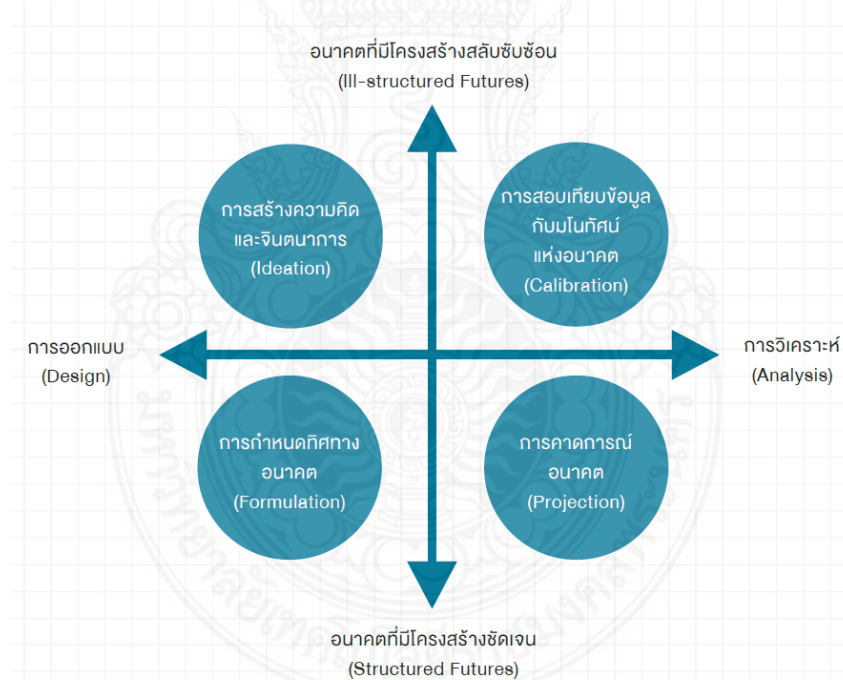 อนาคตที่มีโครงสร้างสลับซับซ้อน
(Ill-structured Futures)
การสร้างความคิด
และจินตนาการ
(Ideation)
การสอบเทียบข้อมูล
กับมโนทัศน์
แห่งอนาคต
(Calibration)
การออกแบบ
(Design)
การวิเคราะห์
(Analysis)
การกำหนดทิศทาง
อนาคต
(Formulation)
การคาดการณ์
อนาคต
(Projection)
อนาคตที่มีโครงสร้างชัดเจน
(Structured Futures)